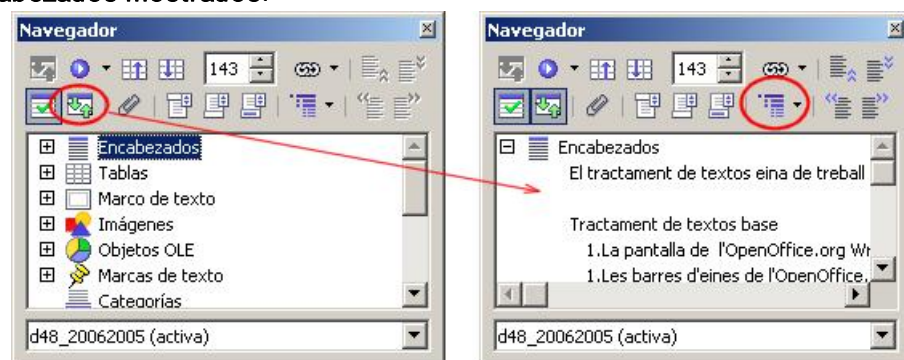 abezados mostrados.
Navegador
143
Encabezados
Tablas
Marco de texto
Imágenes
Objetos OLE
Marcas de texto
Categorías
d48_20062005 (activa)
Navegador
143
Encabezados
El tractament de textos eina de treball
Tractament de textos base
1.La pantalla de l'OpenOffice.org Wr
1.Les barres d'eines de l'OpenOffice.
d48_20062005 (activa)